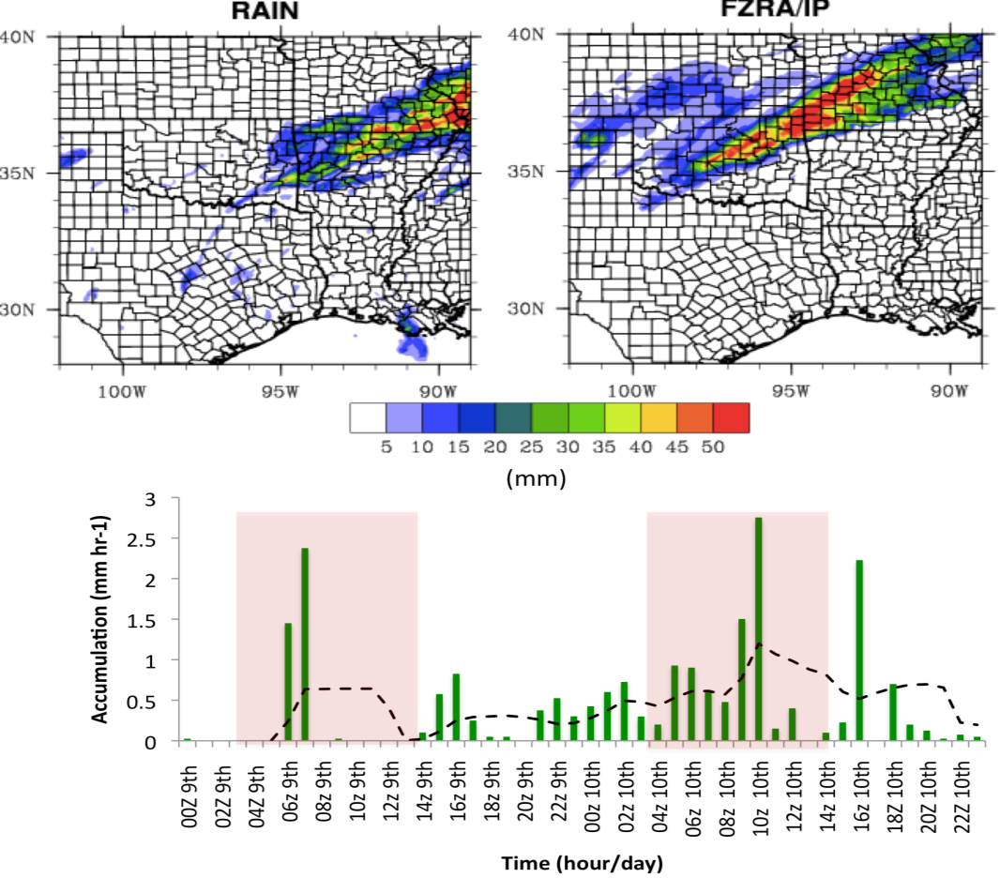 RAIN
FZRA/IP
40N
35N
30N
100W 95W 90W
40N
35N
30N
100W 95W 90W
5 10 15 20 25 30 35 40 45 50
(mm)
Accumulation (mm hr-1)
3
2.5
2
1.5
1
0.5
0
00Z 9th
02Z 9th
04Z 9th
06z 9th
08z 9th
10z 9th
12z 9th
14z 9th
16z 9th
18z 9th
20z 9th
22z 9th
00z 10th
02z 10th
04z 10th
06z 10th
08z 10th
10z 10th
12z 10th
14z 10th
16z 10th
18Z 10th
20Z 10th
22Z 10th
Time (hour/day)